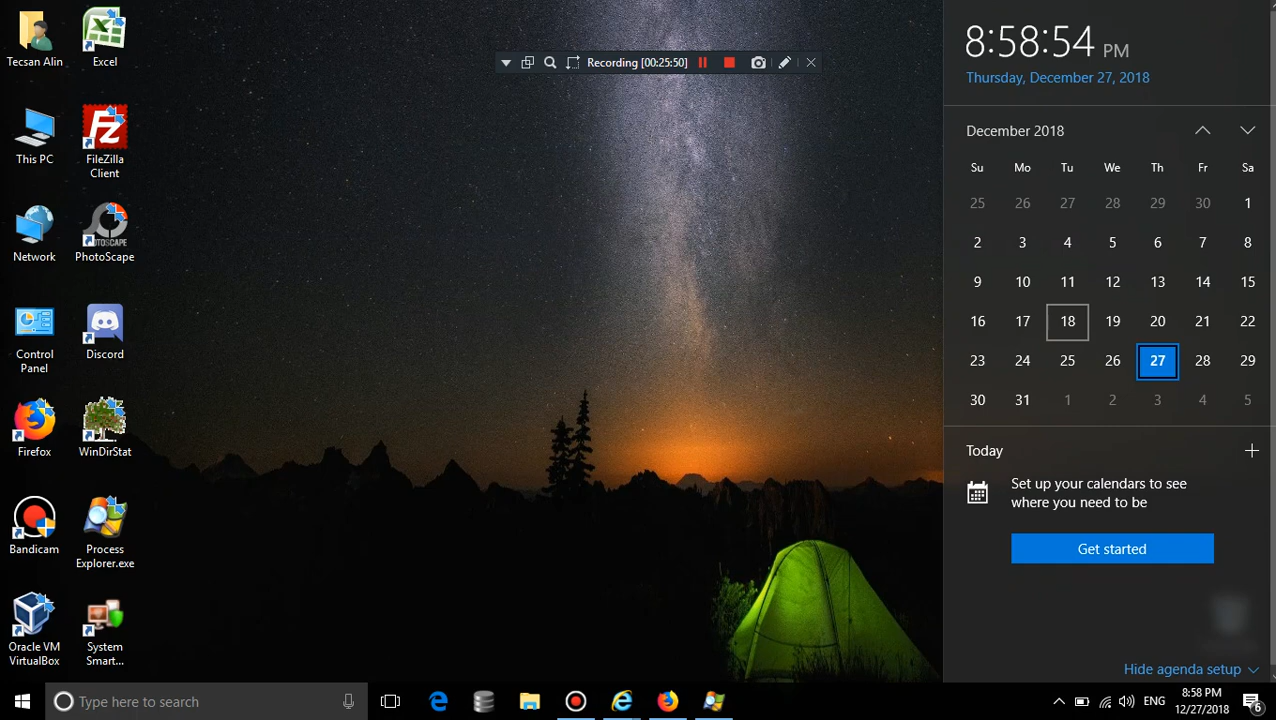 Tecsan Alin
Excel
This PC
FileZilla
Client
Network
PHOTOSCAPE
PhotoScape
Control
Panel
Discord
Firefox
WinDirStat
Bandicam
Process
Explorer.exe
Oracle VM
VirtualBox
System
Smart...
Recording [00:25:50]
8:58:54 PM
Thursday, December 27, 2018
December 2018
Su Mo Tu We Th Fr Sa
25 26 27 28 29 30 1
2 3 4 5 6 7 8
9 10 11 12 13 14 15
16 17 18 19 20 21 22
23 24 25 26 27 28 29
30 31 1 2 3 4 5
Today
Set up your calendars to see
where you need to be
Get started
Hide agenda setup
Type here to search
ENG
8:58 PM
12/27/2018
6